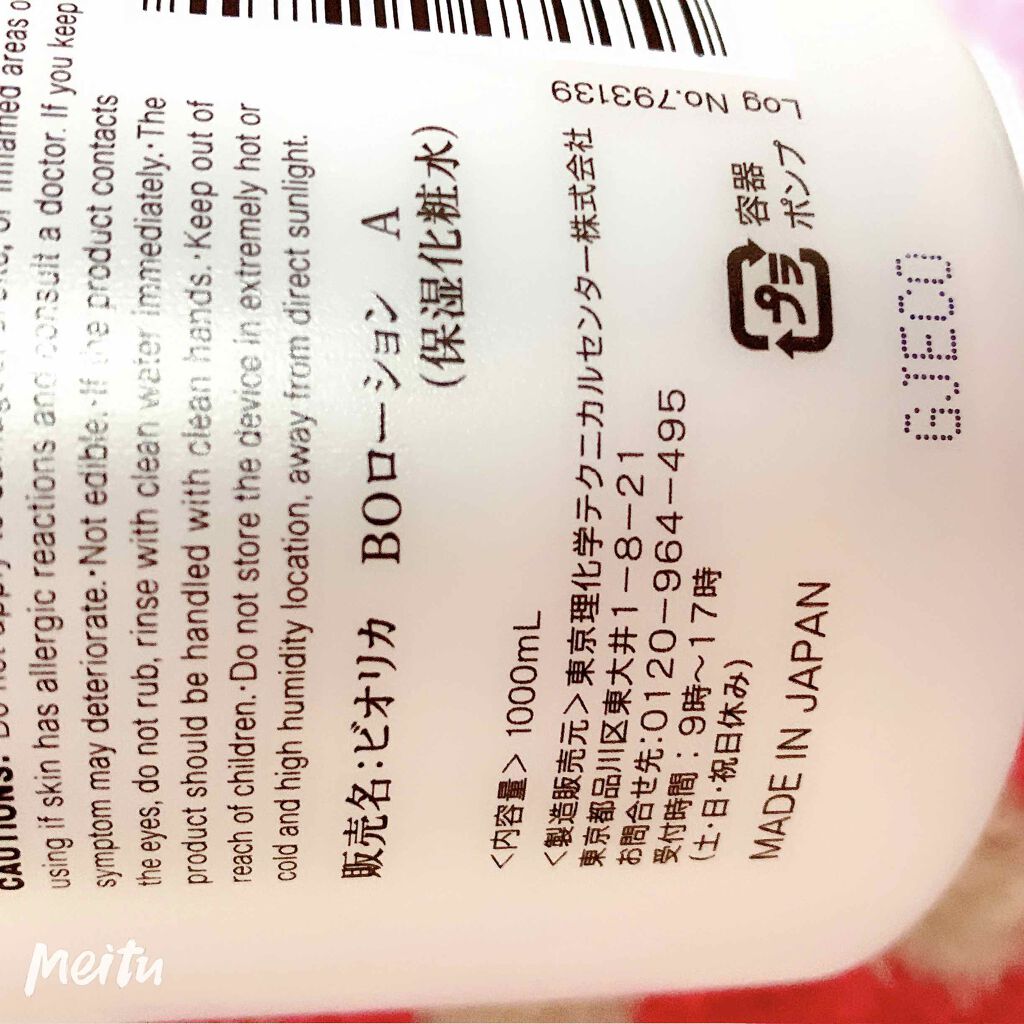 CAUTIONS:
using if skin has allergic reactions and consult a doctor. If you keep
symptom may deteriorate.・Not edible.・If the product contacts
the eyes, do not rub, rinse with clean water immediately.・The
product should be handled with clean hands.・Keep out of
reach of children.・Do not store the device in extremely hot or
cold and high humidity location, away from direct sunlight.
販売名:ビオリカ BOローション A
(保湿化粧水)
<内容量> 1000mL
<製造販売元>東京理化学テクニカルセンター株式会社
東京都品川区東大井1-8-21
お問合せ先:0120-964-495
受付時間:9時~17時
(土・日・祝日休み)
MADE IN JAPAN
Log No.793139
プラ
容器
ポンプ
Meitu